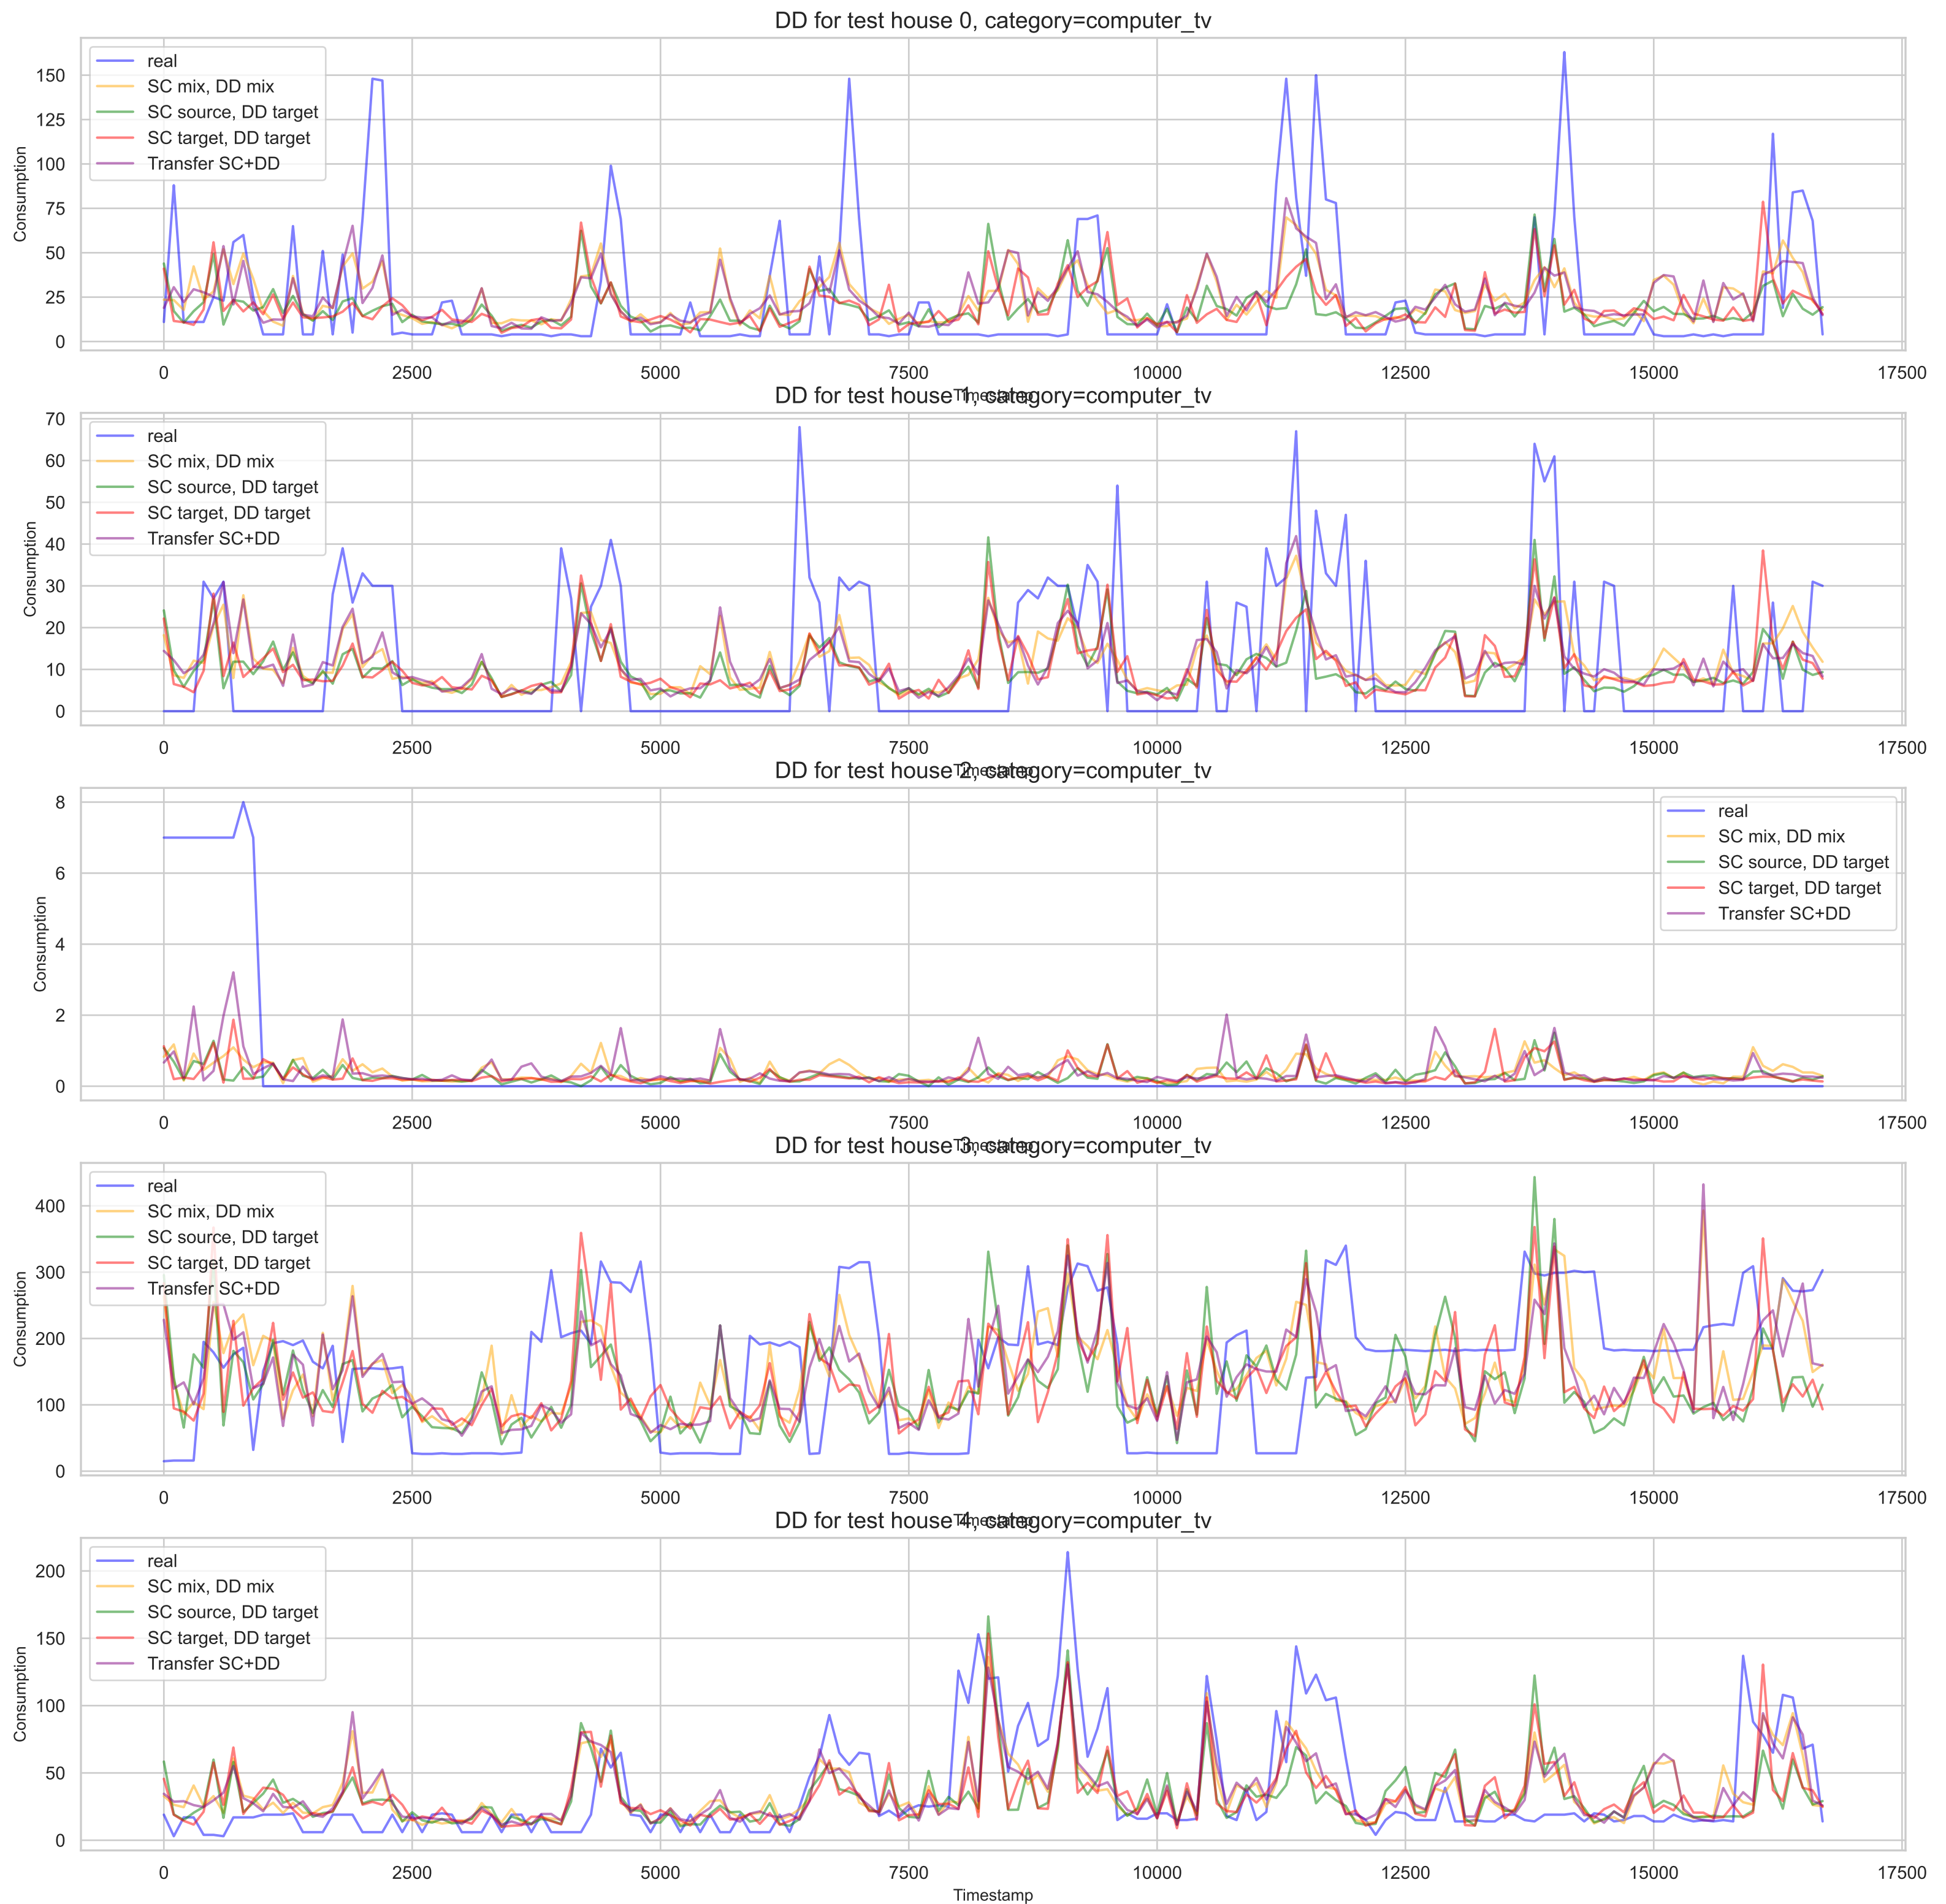 DD for test house 0, category=computer_tv
Consumption
150
125
100
75
50
25
0
real
SC mix, DD mix
SC source, DD target
SC target, DD target
Transfer SC+DD
0 2500 5000 7500 10000 12500 15000 17500
Timestamp
DD for test house 1, category=computer_tv
Consumption
70
60
50
40
30
20
10
0
real
SC mix, DD mix
SC source, DD target
SC target, DD target
Transfer SC+DD
0 2500 5000 7500 10000 12500 15000 17500
Timestamp
DD for test house 2, category=computer_tv
Consumption
8
6
4
2
0
real
SC mix, DD mix
SC source, DD target
SC target, DD target
Transfer SC+DD
0 2500 5000 7500 10000 12500 15000 17500
Timestamp
DD for test house 3, category=computer_tv
Consumption
400
300
200
100
0
real
SC mix, DD mix
SC source, DD target
SC target, DD target
Transfer SC+DD
0 2500 5000 7500 10000 12500 15000 17500
Timestamp
DD for test house 4, category=computer_tv
Consumption
200
150
100
50
0
real
SC mix, DD mix
SC source, DD target
SC target, DD target
Transfer SC+DD
0 2500 5000 7500 10000 12500 15000 17500
Timestamp